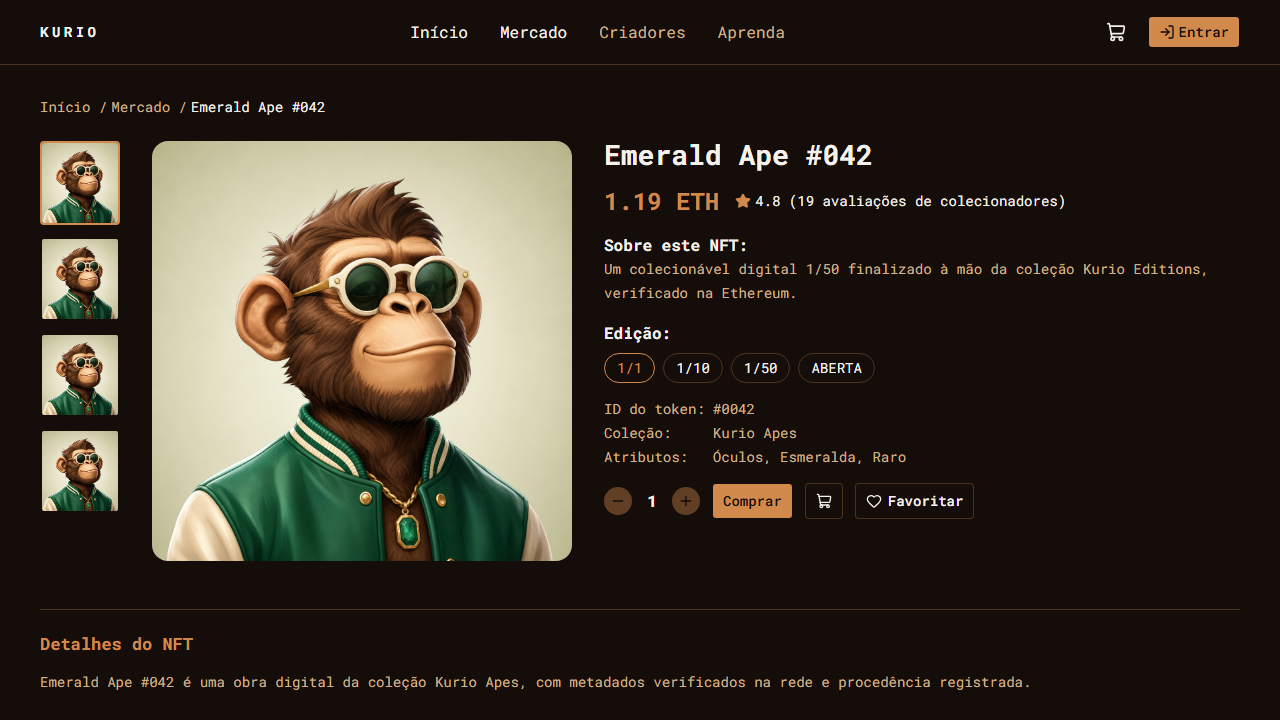 KURIO
Início Mercado Criadores Aprenda
Entrar
Início / Mercado / Emerald Ape #042
Emerald Ape #042
1.19 ETH 4.8 (19 avaliações de colecionadores)
Sobre este NFT:
Um colecionável digital 1/50 finalizado à mão da coleção Kurio Editions,
verificado na Ethereum.
Edição:
1/1 1/10 1/50 ABERTA
ID do token: #0042
Coleção: Kurio Apes
Atributos: Óculos, Esmeralda, Raro
1 Comprar Favoritar
Detalhes do NFT
Emerald Ape #042 é uma obra digital da coleção Kurio Apes, com metadados verificados na rede e procedência registrada.